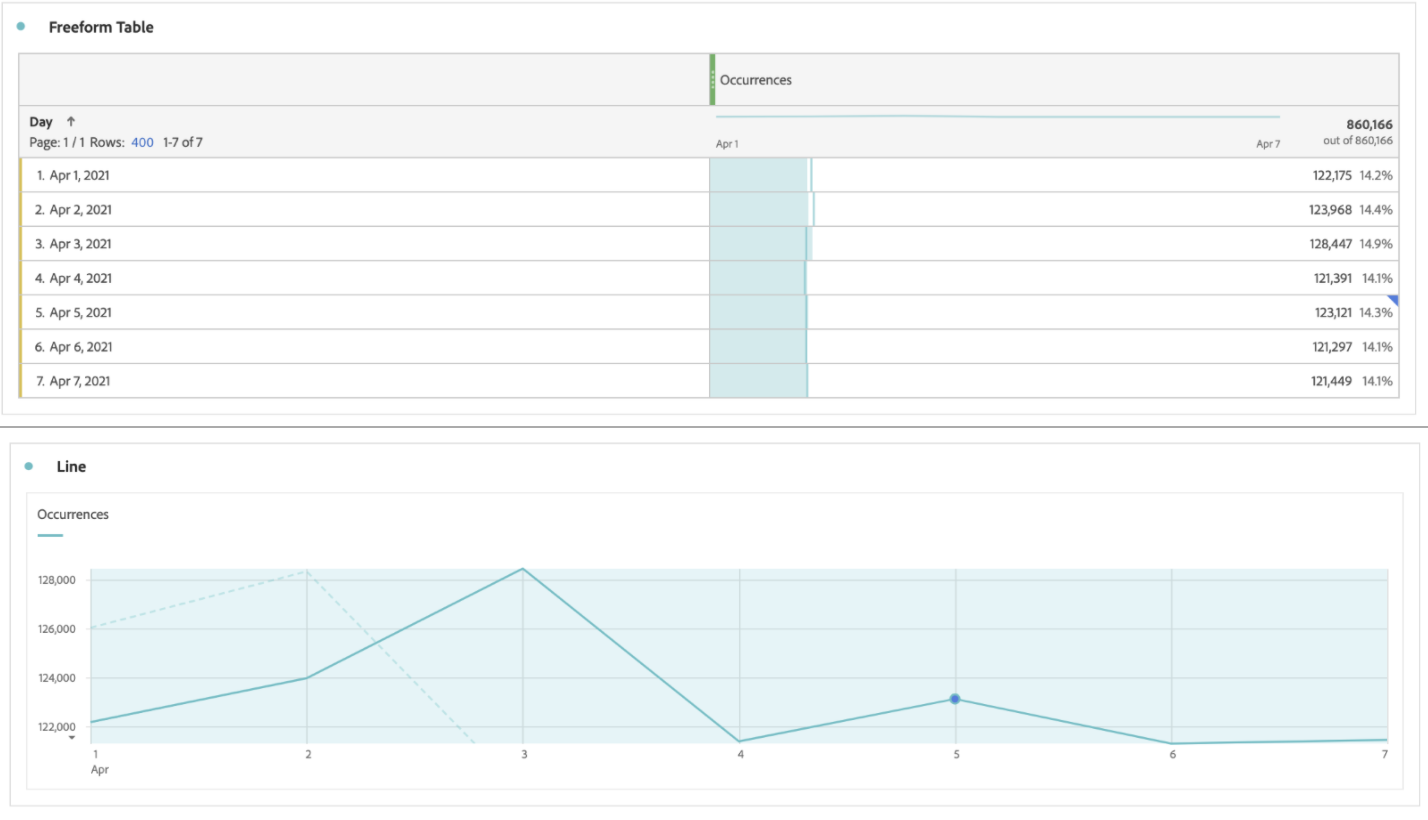 Freeform Table
Occurrences
Day ↑
860,166
Page: 1 / 1 Rows: 400 1-7 of 7
Apr 1
Apr 7
out of 860,166
1. Apr 1, 2021 122,175 14.2%
2. Apr 2, 2021 123,968 14.4%
3. Apr 3, 2021 128,447 14.9%
4. Apr 4, 2021 121,391 14.1%
5. Apr 5, 2021 123,121 14.3%
6. Apr 6, 2021 121,297 14.1%
7. Apr 7, 2021 121,449 14.1%
Line
Occurrences
128,000
126,000
124,000
122,000
1 2 3 4 5 6 7
Apr